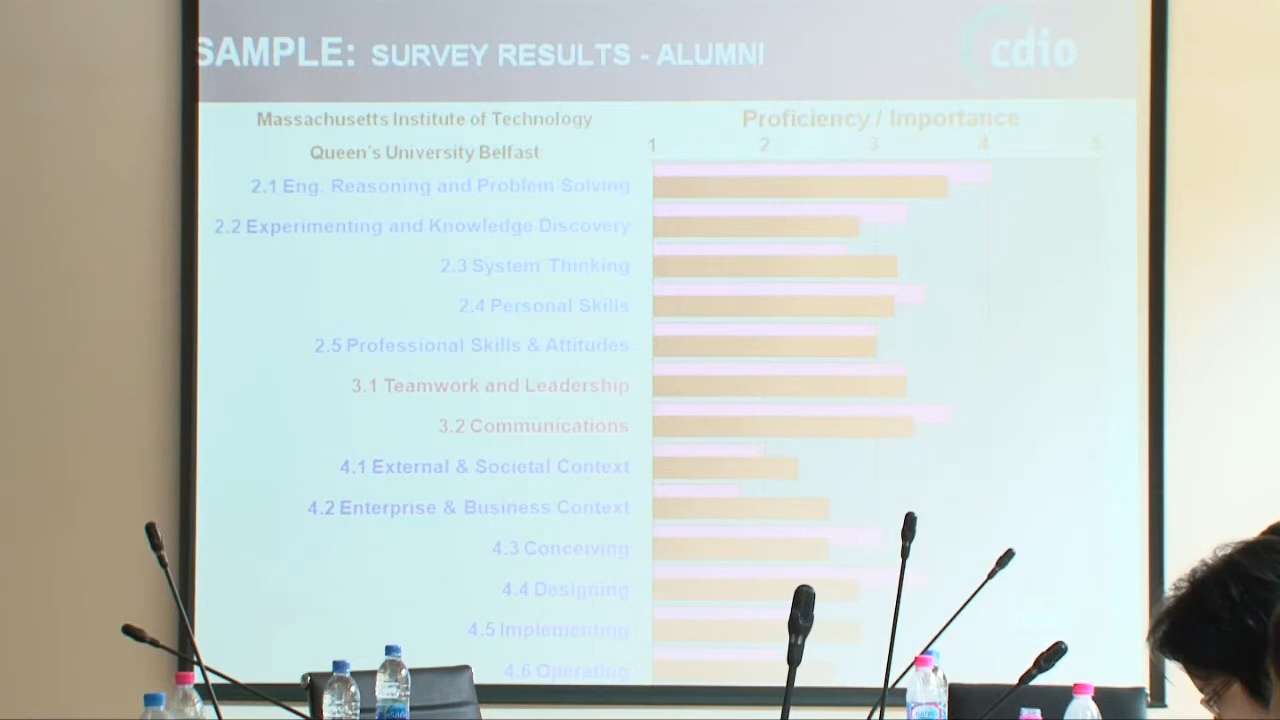 SAMPLE: SURVEY RESULTS - ALUMNI
cdio
Massachusetts Institute of Technology
Queen's University Belfast
Proficiency / Importance
1 2 3 4 5
2.1 Eng. Reasoning and Problem Solving
2.2 Experimenting and Knowledge Discovery
2.3 System Thinking
2.4 Personal Skills
2.5 Professional Skills & Attitudes
3.1 Teamwork and Leadership
3.2 Communications
4.1 External & Societal Context
4.2 Enterprise & Business Context
4.3 Conceiving
4.4 Designing
4.5 Implementing
4.6 Operating